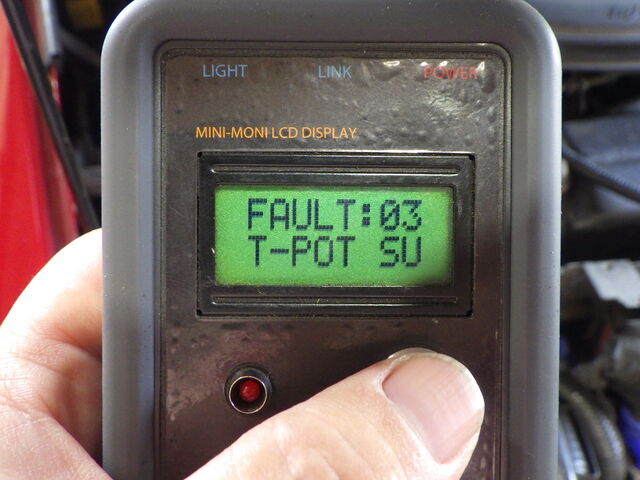 LIGHT LINK POWER
MINI-MONI LCD DISPLAY
FAULT:03
T-POT SU